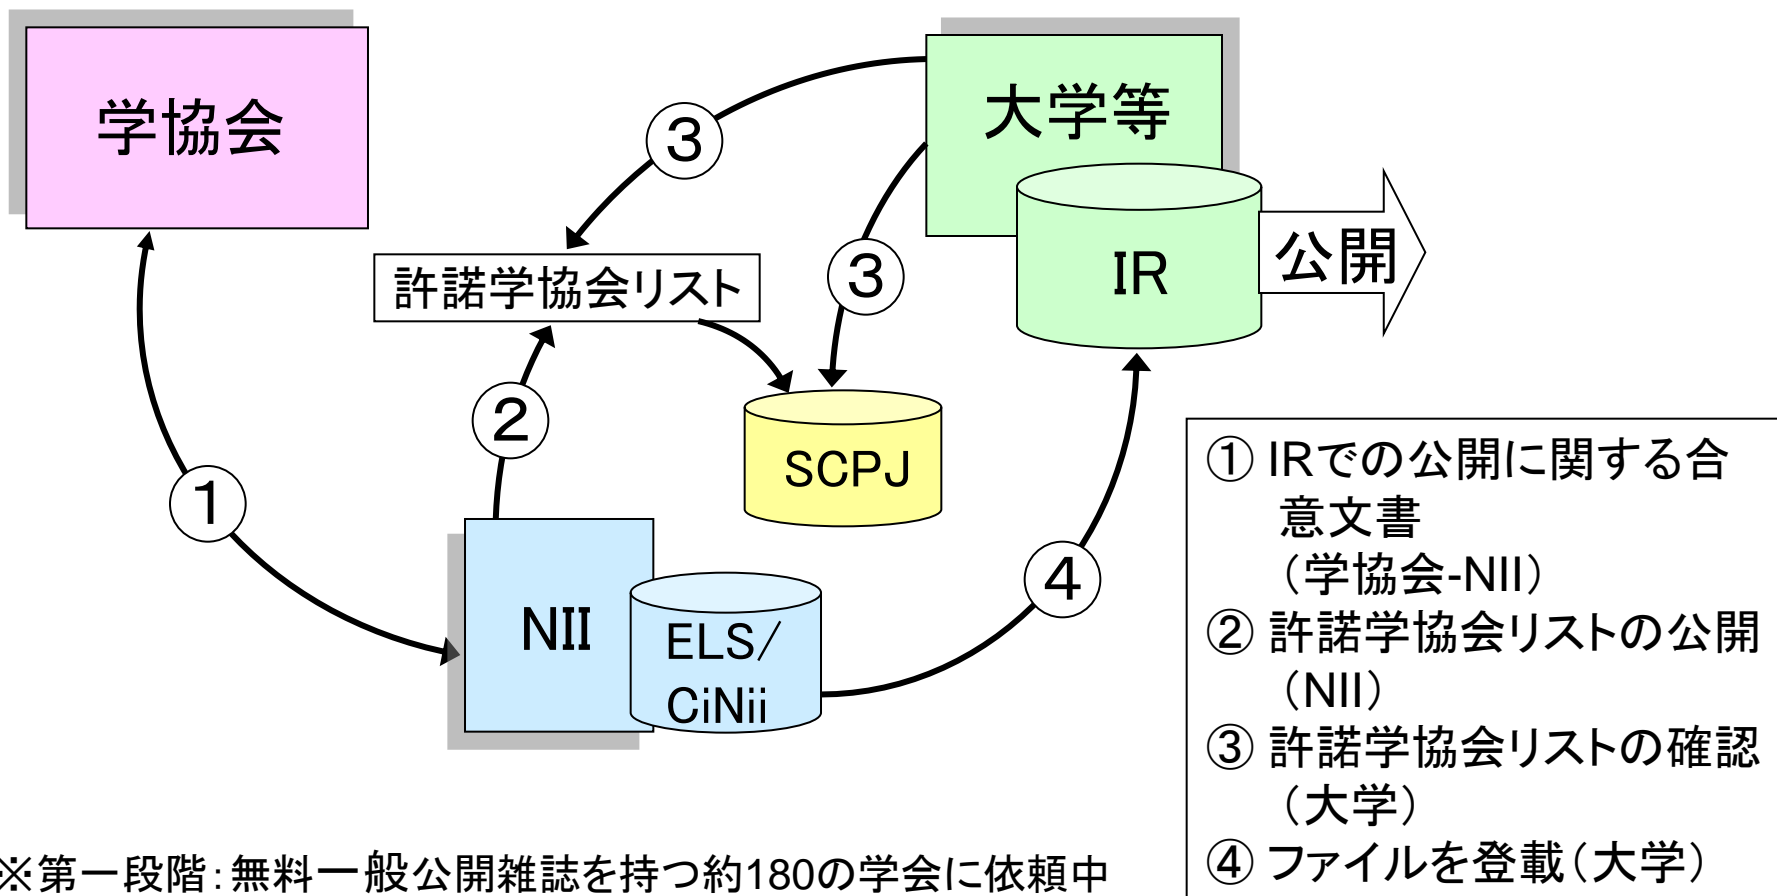 学協会
大学等
③
IR
公開
③
許諾学協会リスト
②
SCPJ
①
NII
ELS/
CiNii
④
① IRでの公開に関する合
意文書
（学協会-NII）
② 許諾学協会リストの公開
（NII）
③ 許諾学協会リストの確認
（大学）
④ ファイルを登載（大学）
※第一段階：無料一般公開雑誌を持つ約180の学会に依頼中